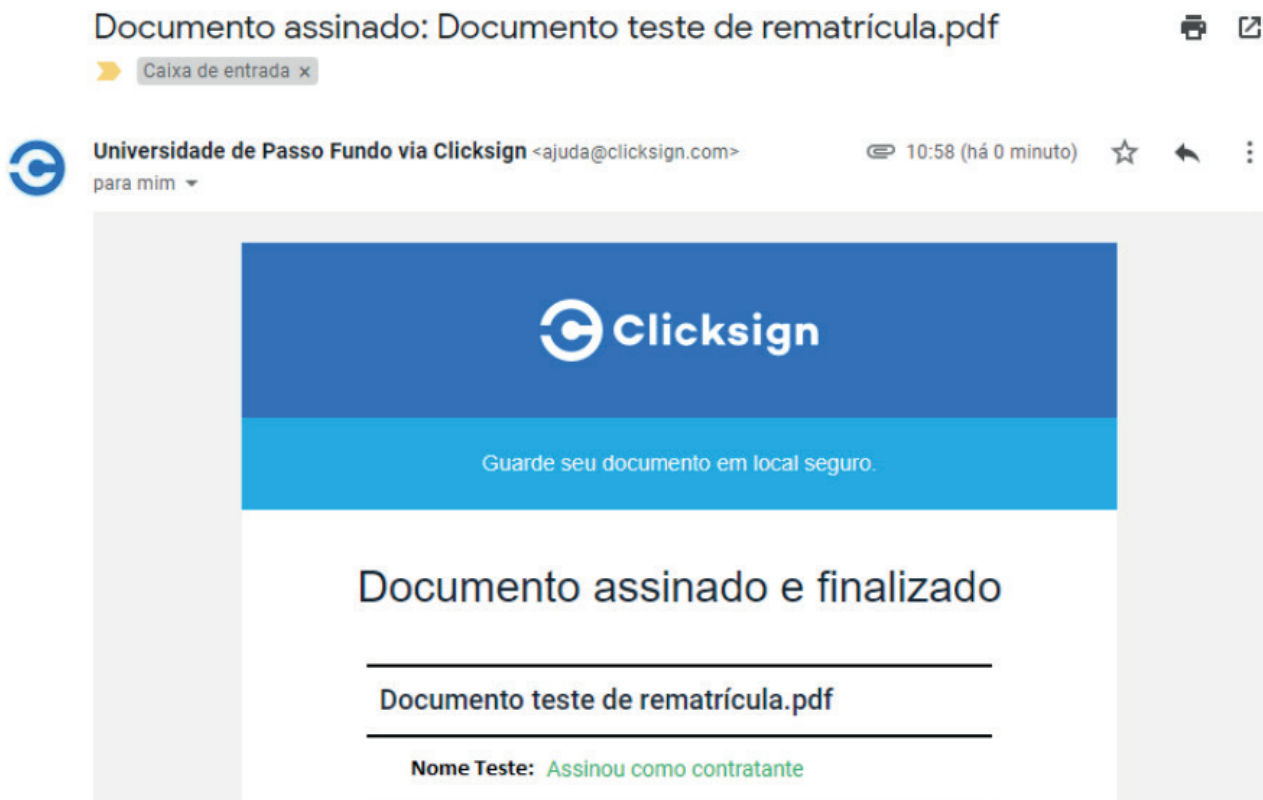 Documento assinado: Documento teste de rematrícula.pdf
Caixa de entrada x
Universidade de Passo Fundo via Clicksign <ajuda@clicksign.com> 10:58 (há 0 minuto)
para mim
Clicksign
Guarde seu documento em local seguro.
Documento assinado e finalizado
Documento teste de rematrícula.pdf
Nome Teste: Assinou como contratante